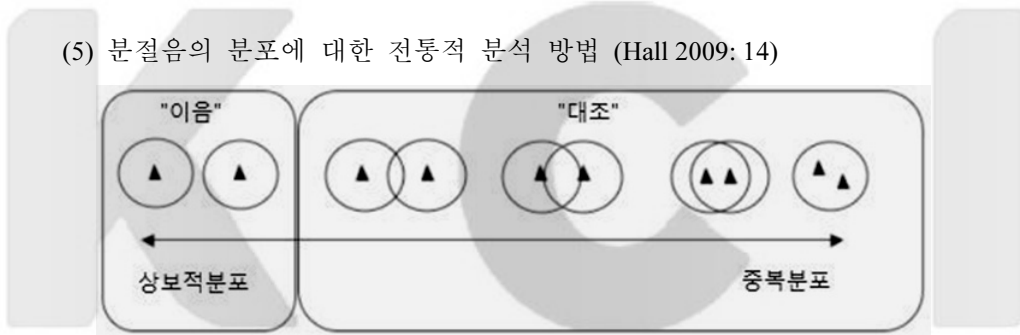 (5) 분절음의 분포에 대한 전통적 분석 방법 (Hall 2009: 14)
"이음" "대조"
상보적분포 중복분포